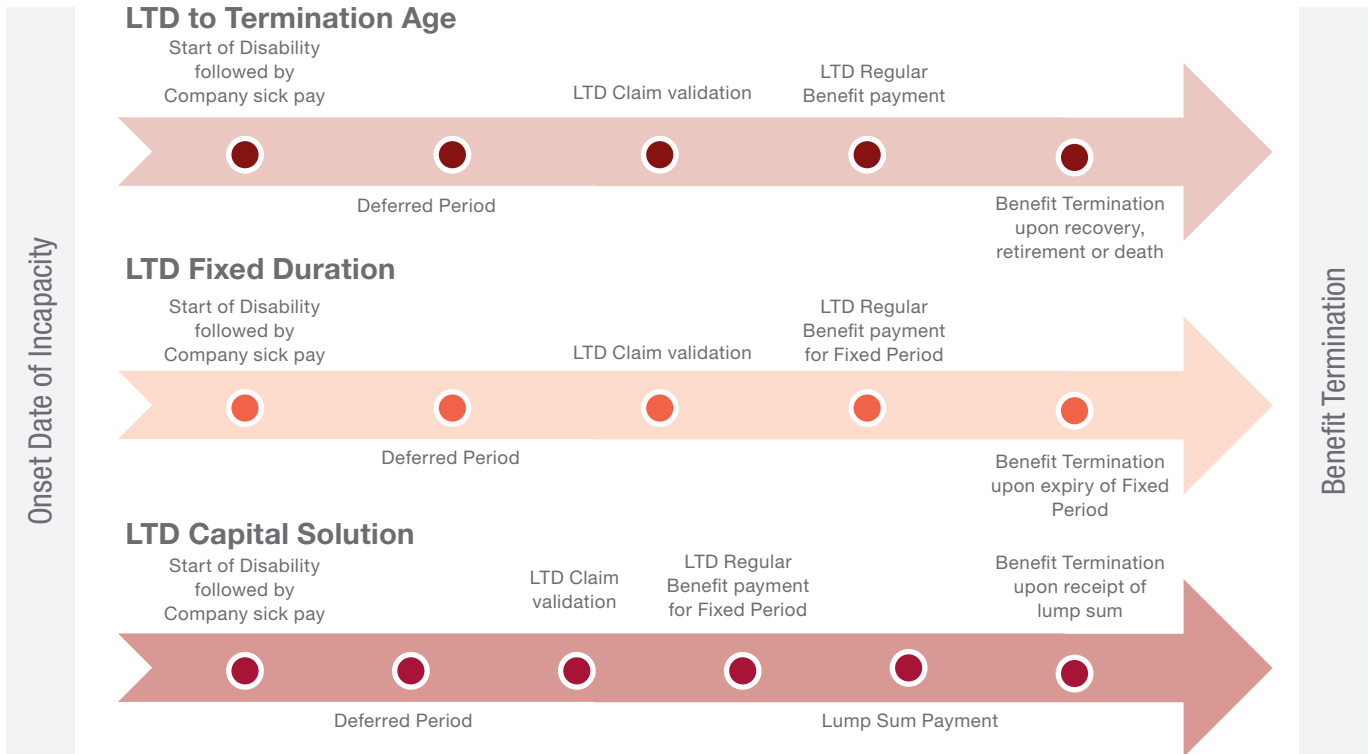 Onset Date of Incapacity
LTD to Termination Age
Start of Disability
followed by
Company sick pay
Deferred Period
LTD Claim validation
LTD Regular
Benefit payment
Benefit Termination
upon recovery,
retirement or death
LTD Fixed Duration
Start of Disability
followed by
Company sick pay
Deferred Period
LTD Claim validation
LTD Regular
Benefit payment
for Fixed Period
Benefit Termination
upon expiry of Fixed
Period
LTD Capital Solution
Start of Disability
followed by
Company sick pay
Deferred Period
LTD Claim
validation
LTD Regular
Benefit payment
for Fixed Period
Lump Sum Payment
Benefit Termination
upon receipt of
lump sum
Benefit Termination